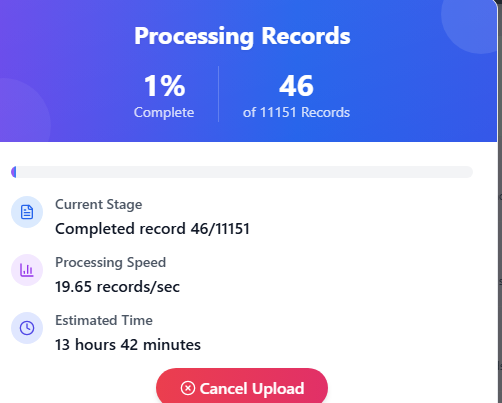 Processing Records
1%
Complete
46
of 11151 Records
Current Stage
Completed record 46/11151
Processing Speed
19.65 records/sec
Estimated Time
13 hours 42 minutes
Cancel Upload